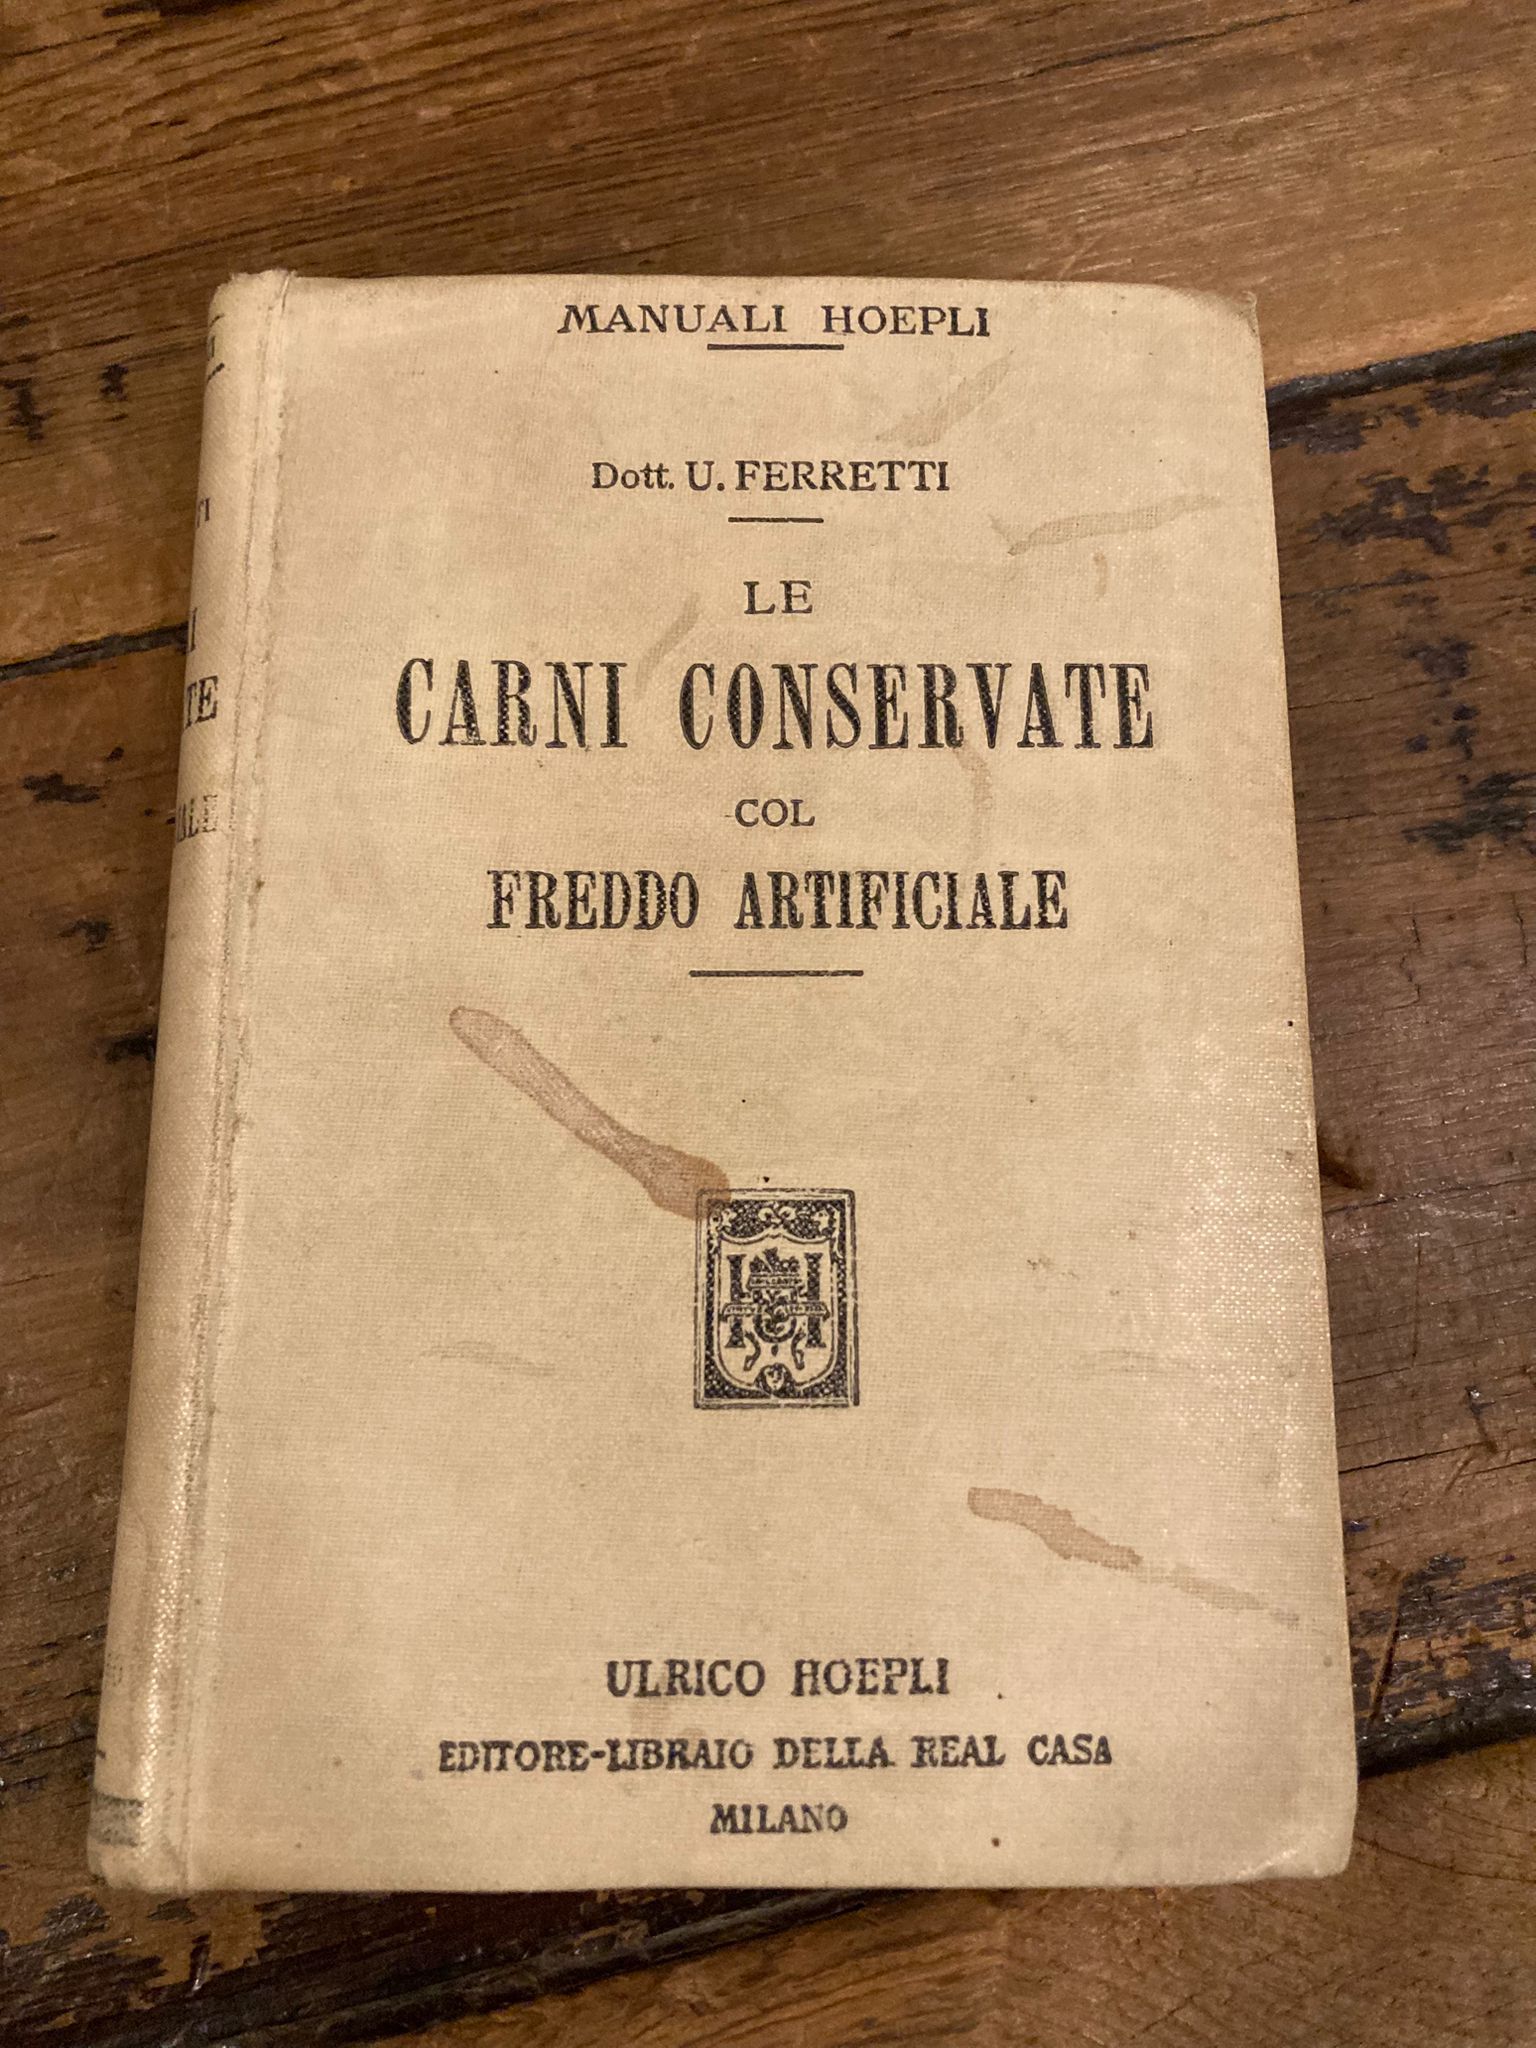 MANUALI HOEPLI
Dott. U. FERRETTI
LE
CARNI CONSERVATE
COL
FREDDO ARTIFICIALE
ULRICO HOEPLI
EDITORE-LIBRAIO DELLA REAL CASA
MILANO